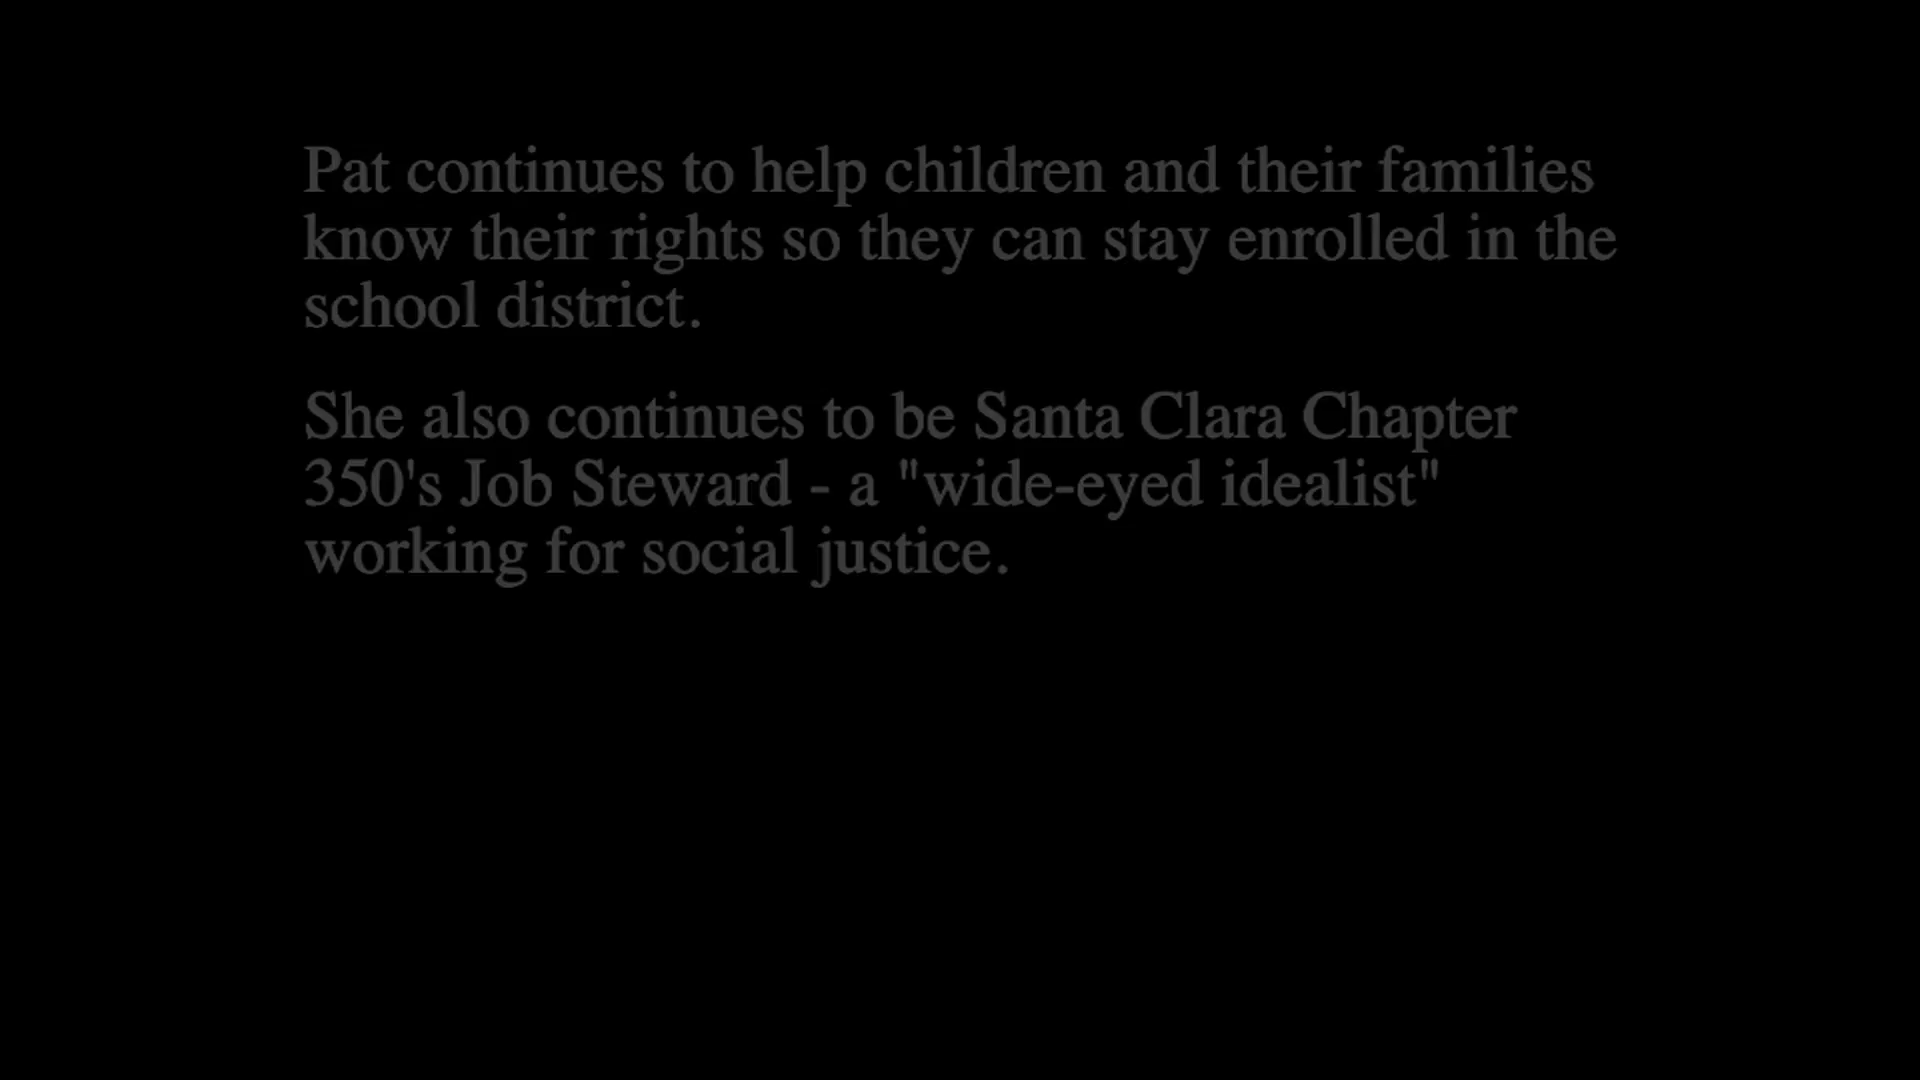 Pat continues to help children and their families
know their rights so they can stay enrolled in the
school district.
She also continues to be Santa Clara Chapter
350's Job Steward - a "wide-eyed idealist"
working for social justice.